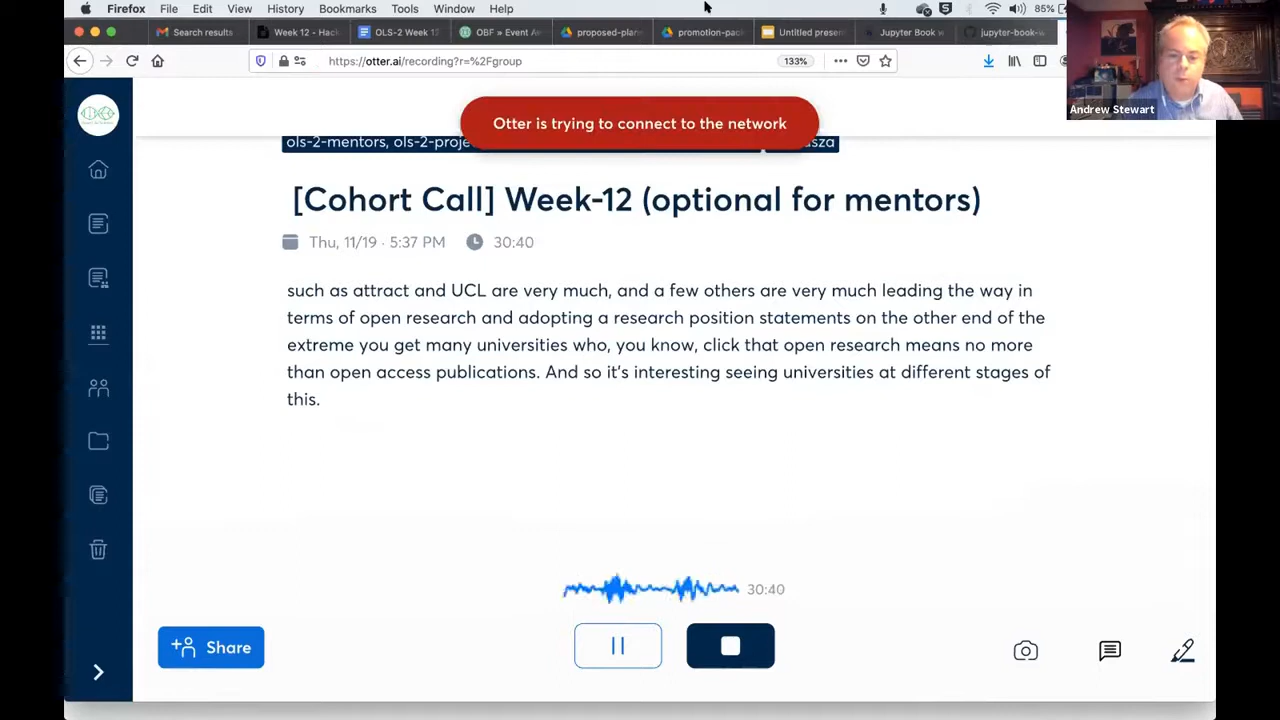 Firefox File Edit View History Bookmarks Tools Window Help 85%
Search results Week 12 - Hack OLS-2 Week 12 OBF » Event Aw proposed-plan promotion-pack Untitled presen Jupyter Book w jupyter-book-w
https://otter.ai/recording?r=%2Fgroup 133%
Andrew Stewart
Otter is trying to connect to the network
ols-2-mentors, ols-2-proje
[Cohort Call] Week-12 (optional for mentors)
Thu, 11/19 · 5:37 PM 30:40
such as attract and UCL are very much, and a few others are very much leading the way in
terms of open research and adopting a research position statements on the other end of the
extreme you get many universities who, you know, click that open research means no more
than open access publications. And so it's interesting seeing universities at different stages of
this.
30:40
Share